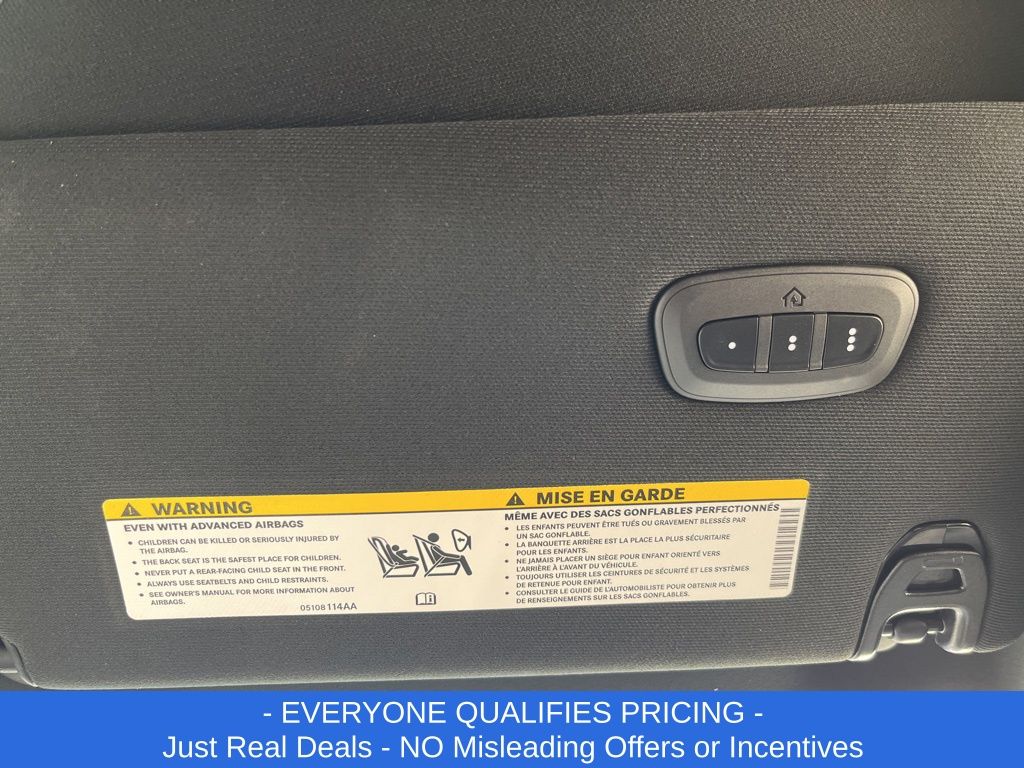 WARNING
EVEN WITH ADVANCED AIRBAGS
• CHILDREN CAN BE KILLED OR SERIOUSLY INJURED BY
THE AIRBAG.
• THE BACK SEAT IS THE SAFEST PLACE FOR CHILDREN.
• NEVER PUT A REAR-FACING CHILD SEAT IN THE FRONT.
• ALWAYS USE SEATBELTS AND CHILD RESTRAINTS.
• SEE OWNER'S MANUAL FOR MORE INFORMATION ABOUT
AIRBAGS.
05108114AA
MISE EN GARDE
MÊME AVEC DES SACS GONFLABLES PERFECTIONNÉS
• LES ENFANTS PEUVENT ÊTRE TUÉS OU GRAVEMENT BLESSÉS PAR
UN SAC GONFLABLE.
• LA BANQUETTE ARRIÈRE EST LA PLACE LA PLUS SÉCURITAIRE
POUR LES ENFANTS.
• NE JAMAIS PLACER UN SIÈGE POUR ENFANT ORIENTÉ VERS
L'ARRIÈRE À L'AVANT DU VÉHICULE.
• TOUJOURS UTILISER LES CEINTURES DE SÉCURITÉ ET LES SYSTÈMES
DE RETENUE POUR ENFANT.
• CONSULTER LE GUIDE DE L'AUTOMOBILISTE POUR OBTENIR PLUS
DE RENSEIGNEMENTS SUR LES SACS GONFLABLES.
- EVERYONE QUALIFIES PRICING -
Just Real Deals - NO Misleading Offers or Incentives